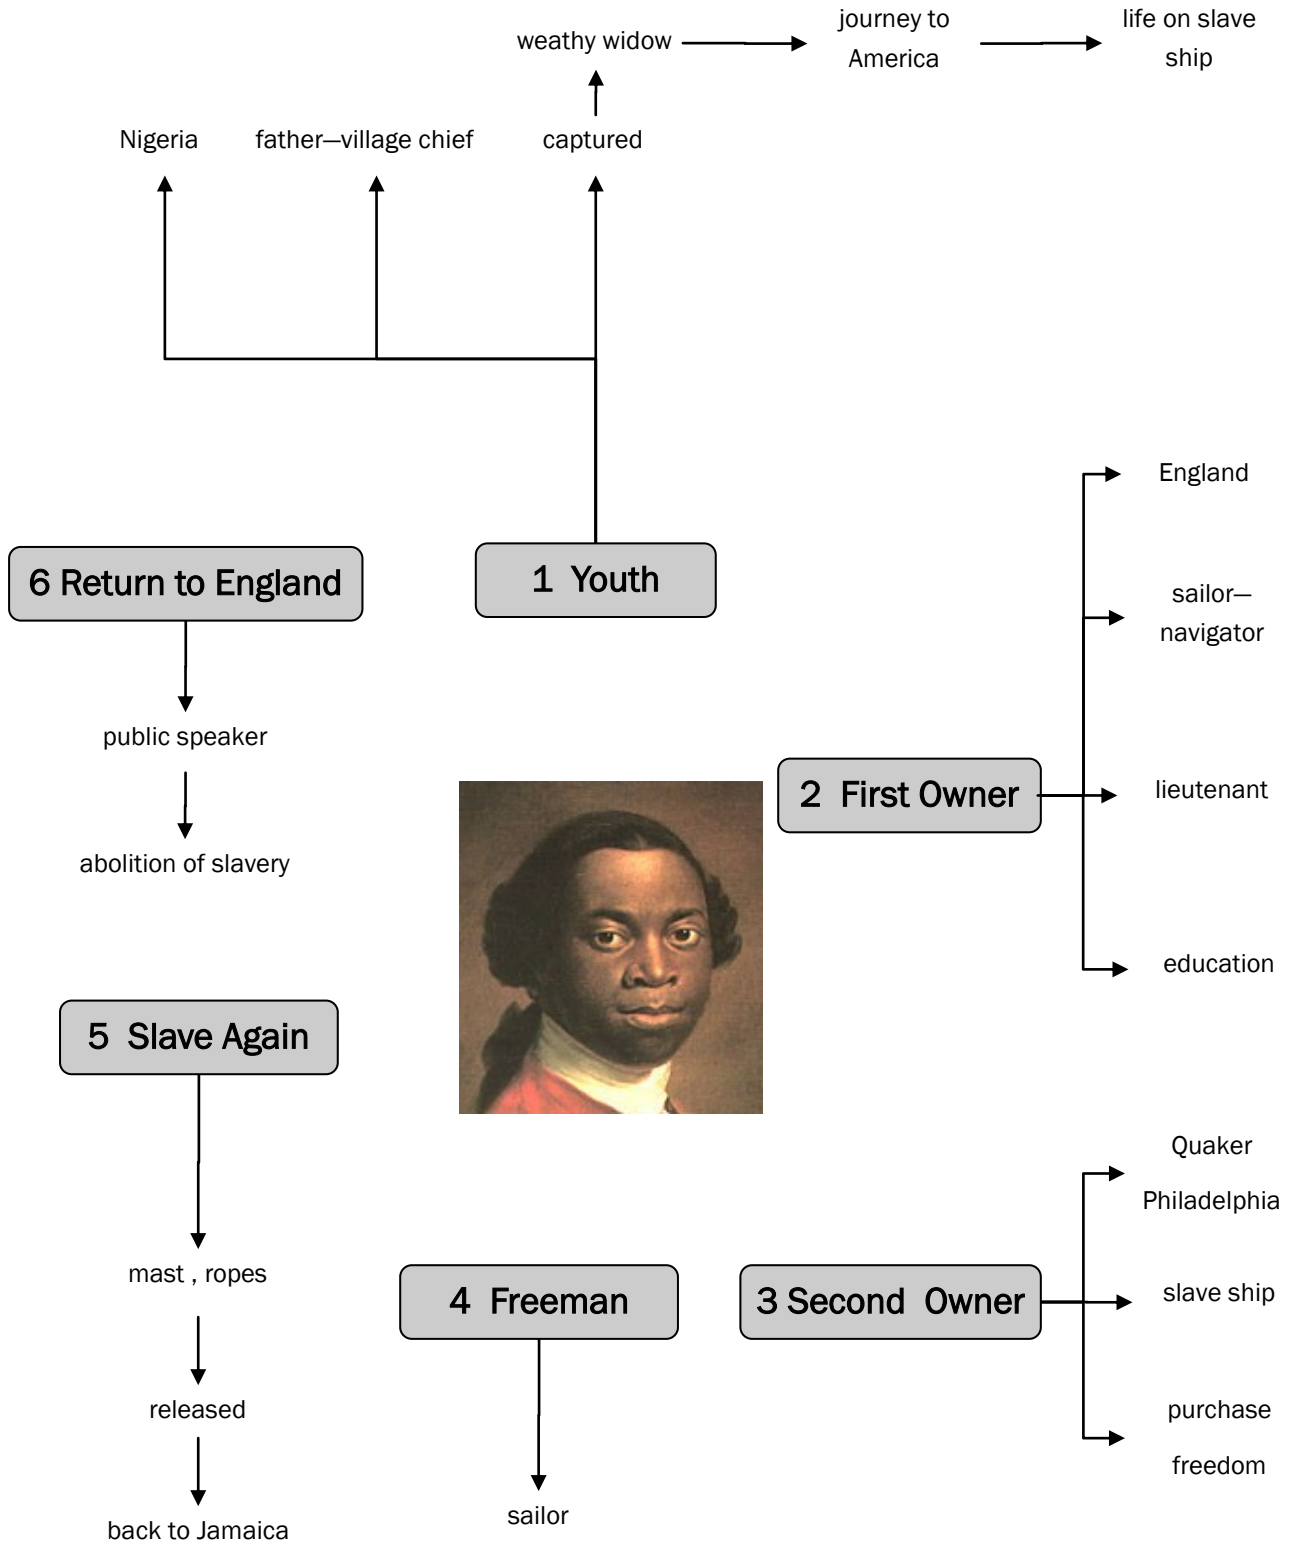 weathy widow
journey to
America
life on slave
ship
Nigeria
father—village chief
captured
1 Youth
England
sailor—
navigator
lieutenant
education
2 First Owner
6 Return to England
public speaker
abolition of slavery
5 Slave Again
mast , ropes
released
back to Jamaica
4 Freeman
sailor
3 Second Owner
Quaker
Philadelphia
slave ship
purchase
freedom